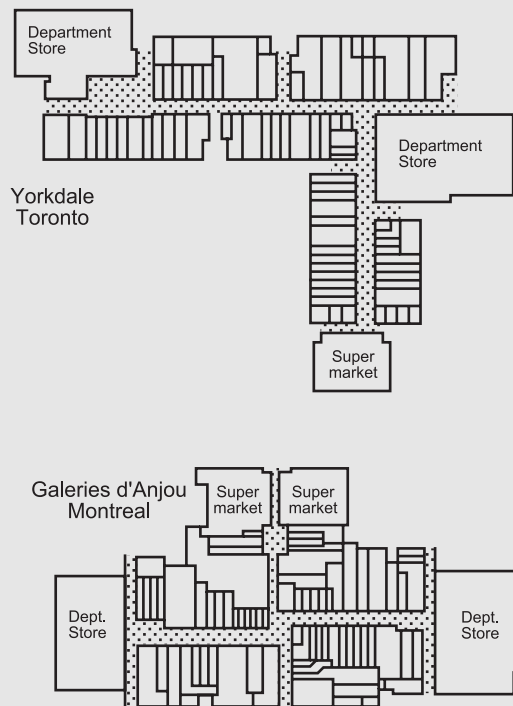 Department
Store
Department
Store
Yorkdale
Toronto
Super
market
Galeries d'Anjou
Montreal
Super
market
Super
market
Dept.
Store
Dept.
Store